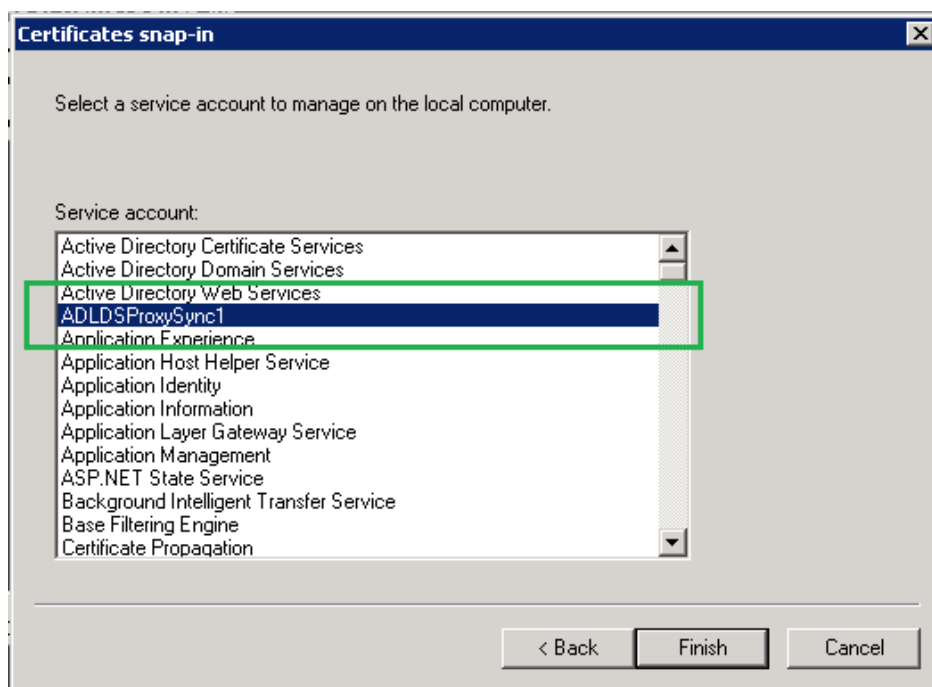 Certificates snap-in
Select a service account to manage on the local computer.
Service account:
Active Directory Certificate Services
Active Directory Domain Services
Active Directory Web Services
ADLDSProxySync1
Application Experience
Application Host Helper Service
Application Identity
Application Information
Application Layer Gateway Service
Application Management
ASP.NET State Service
Background Intelligent Transfer Service
Base Filtering Engine
Certificate Propagation
< Back
Finish
Cancel